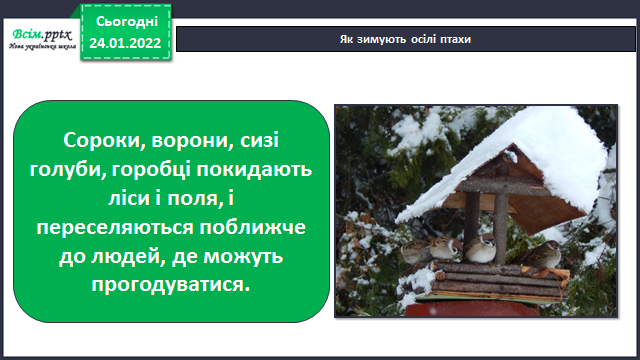 Всім.pptx
Нова українська школа
Сьогодні
24.01.2022
Як зимують осілі птахи
Сороки, ворони, сизі
голуби, горобці покидають
ліси і поля, і
переселяються поближче
до людей, де можуть
прогодуватися.